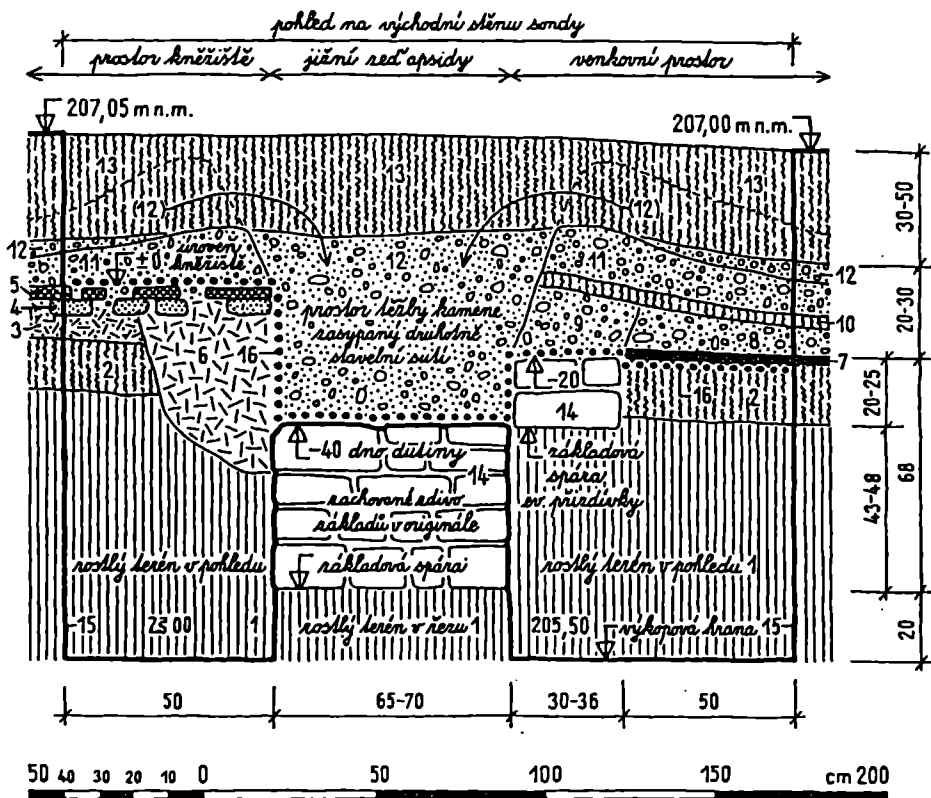 pohled na východní stěnu sondy
prostor kněžiště
jižní zeď apsidy
venkovní prostor
207,05 m n.m.
207,00 m n.m.
13
13
13
(12)
(12)
12
11
±0 úroveň
kněžiště
12
11
12
5
4
3
prostor těžby kamene
zasypaný druhotně
stavební sutí
9
8
10
7
6
16
2
-20
16
2
14
-40 dno dutiny
14
zachované zdivo
základů v originále
základová spára
základová
spára
ev. přizdívky
rostlý terén v pohledu
rostlý terén v pohledu 1
15
1
rostlý terén v řezu 1
205,50
výkopová hrana 15
30-50
20-30
20-25
43-48
68
20
50
65-70
30-36
50
50 40 30 20 10 0 50 100 150 cm 200